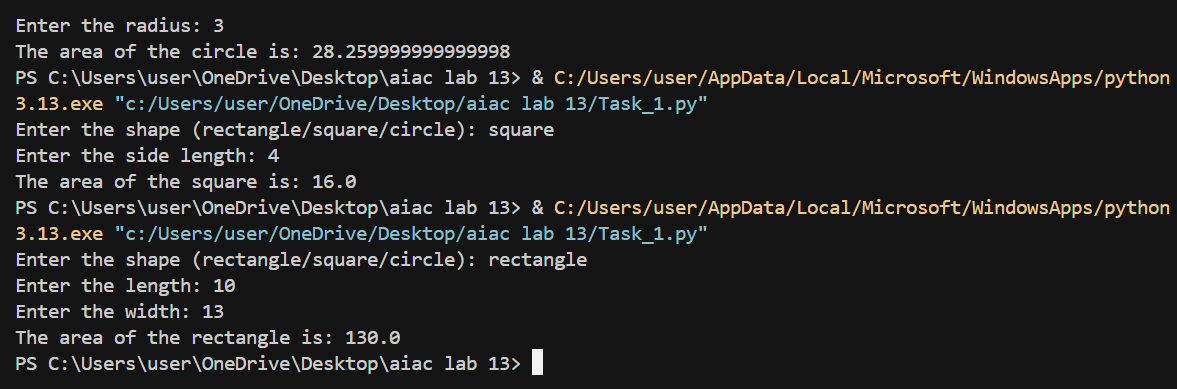 Enter the radius: 3
The area of the circle is: 28.259999999999998
PS C:\Users\user\OneDrive\Desktop\aiac lab 13> & C:/Users/user/AppData/Local/Microsoft/WindowsApps/python
3.13.exe "c:/Users/user/OneDrive/Desktop/aiac lab 13/Task_1.py"
Enter the shape (rectangle/square/circle): square
Enter the side length: 4
The area of the square is: 16.0
PS C:\Users\user\OneDrive\Desktop\aiac lab 13> & C:/Users/user/AppData/Local/Microsoft/WindowsApps/python
3.13.exe "c:/Users/user/OneDrive/Desktop/aiac lab 13/Task_1.py"
Enter the shape (rectangle/square/circle): rectangle
Enter the length: 10
Enter the width: 13
The area of the rectangle is: 130.0
PS C:\Users\user\OneDrive\Desktop\aiac lab 13>